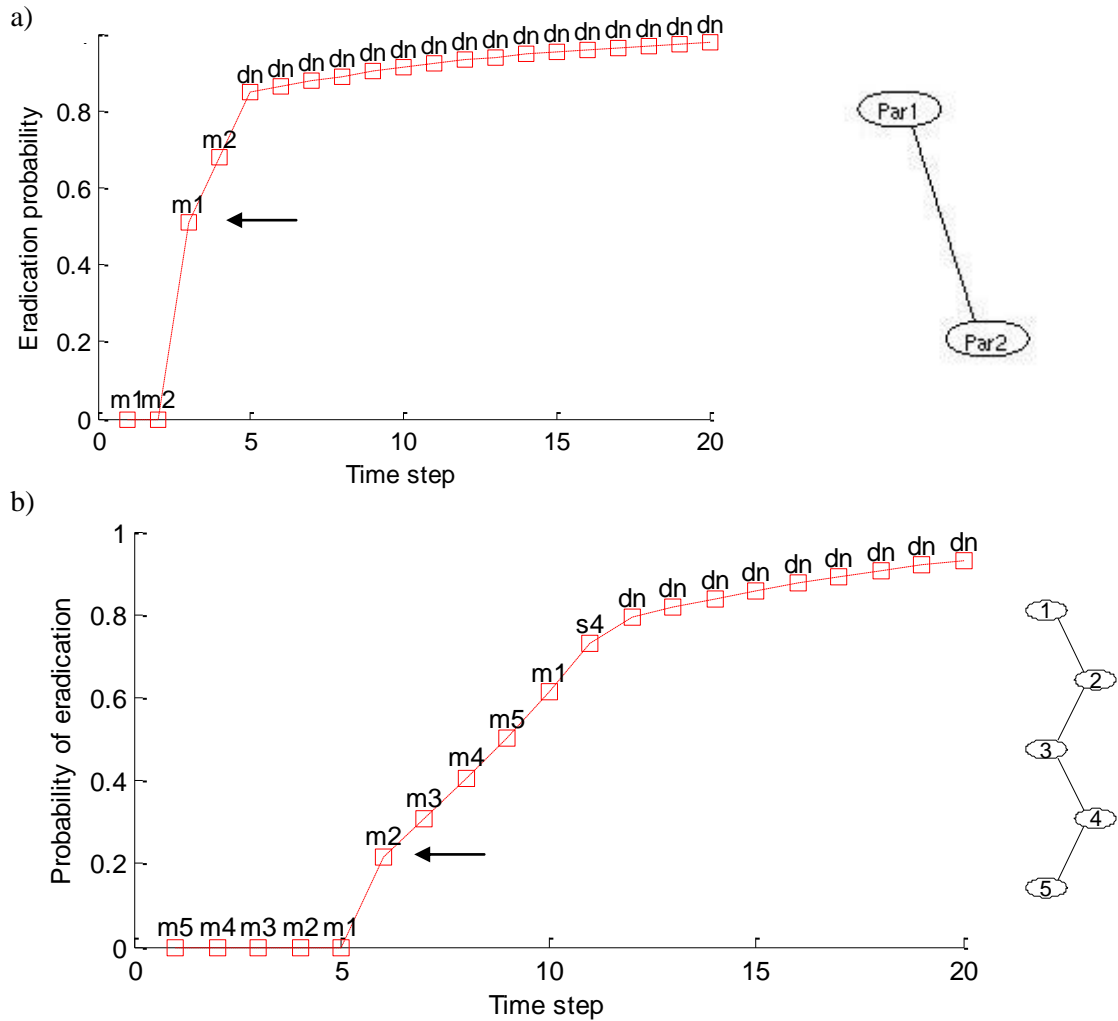 a)
Eradication probability
0.8
0.6
0.4
0.2
0
m1 m2 m1 m2 dn dn dn dn dn dn dn dn dn dn dn dn dn dn dn dn
0 5 10 15 20
Time step
Par1
Par2
b)
Probability of eradication
1
0.8
0.6
0.4
0.2
0
m5 m4 m3 m2 m1 m2 m3 m4 m5 m1 s4 dn dn dn dn dn dn dn dn dn
0 5 10 15 20
Time step
1
2
3
4
5